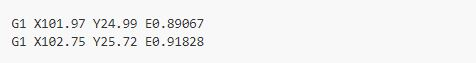 G1 X101.97 Y24.99 E0.89067
G1 X102.75 Y25.72 E0.91828